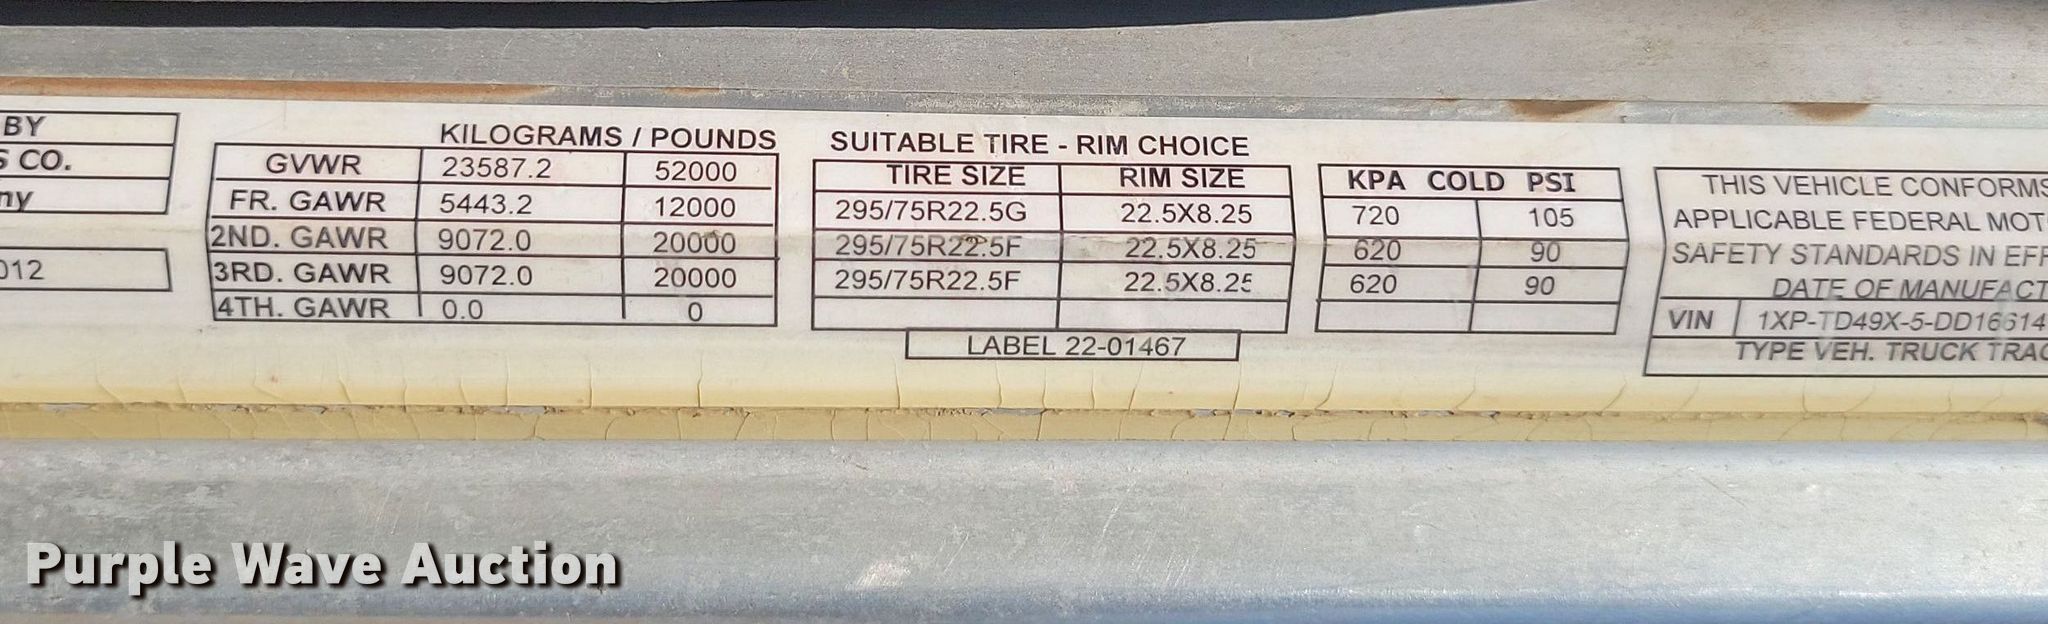 BY
CO.
012
KILOGRAMS / POUNDS
GVWR 23587.2 52000
FR. GAWR 5443.2 12000
2ND. GAWR 9072.0 20000
3RD. GAWR 9072.0 20000
4TH. GAWR 0.0 0
SUITABLE TIRE - RIM CHOICE
TIRE SIZE RIM SIZE
295/75R22.5G 22.5X8.25
295/75R22.5F 22.5X8.25
295/75R22.5F 22.5X8.25
LABEL 22-01467
KPA COLD PSI
720 105
620 90
620 90
THIS VEHICLE CONFORMS
APPLICABLE FEDERAL MOT
SAFETY STANDARDS IN EFF
DATE OF MANUFACT
VIN 1XP-TD49X-5-DD16614
TYPE VEH. TRUCK TRAC
Purple Wave Auction